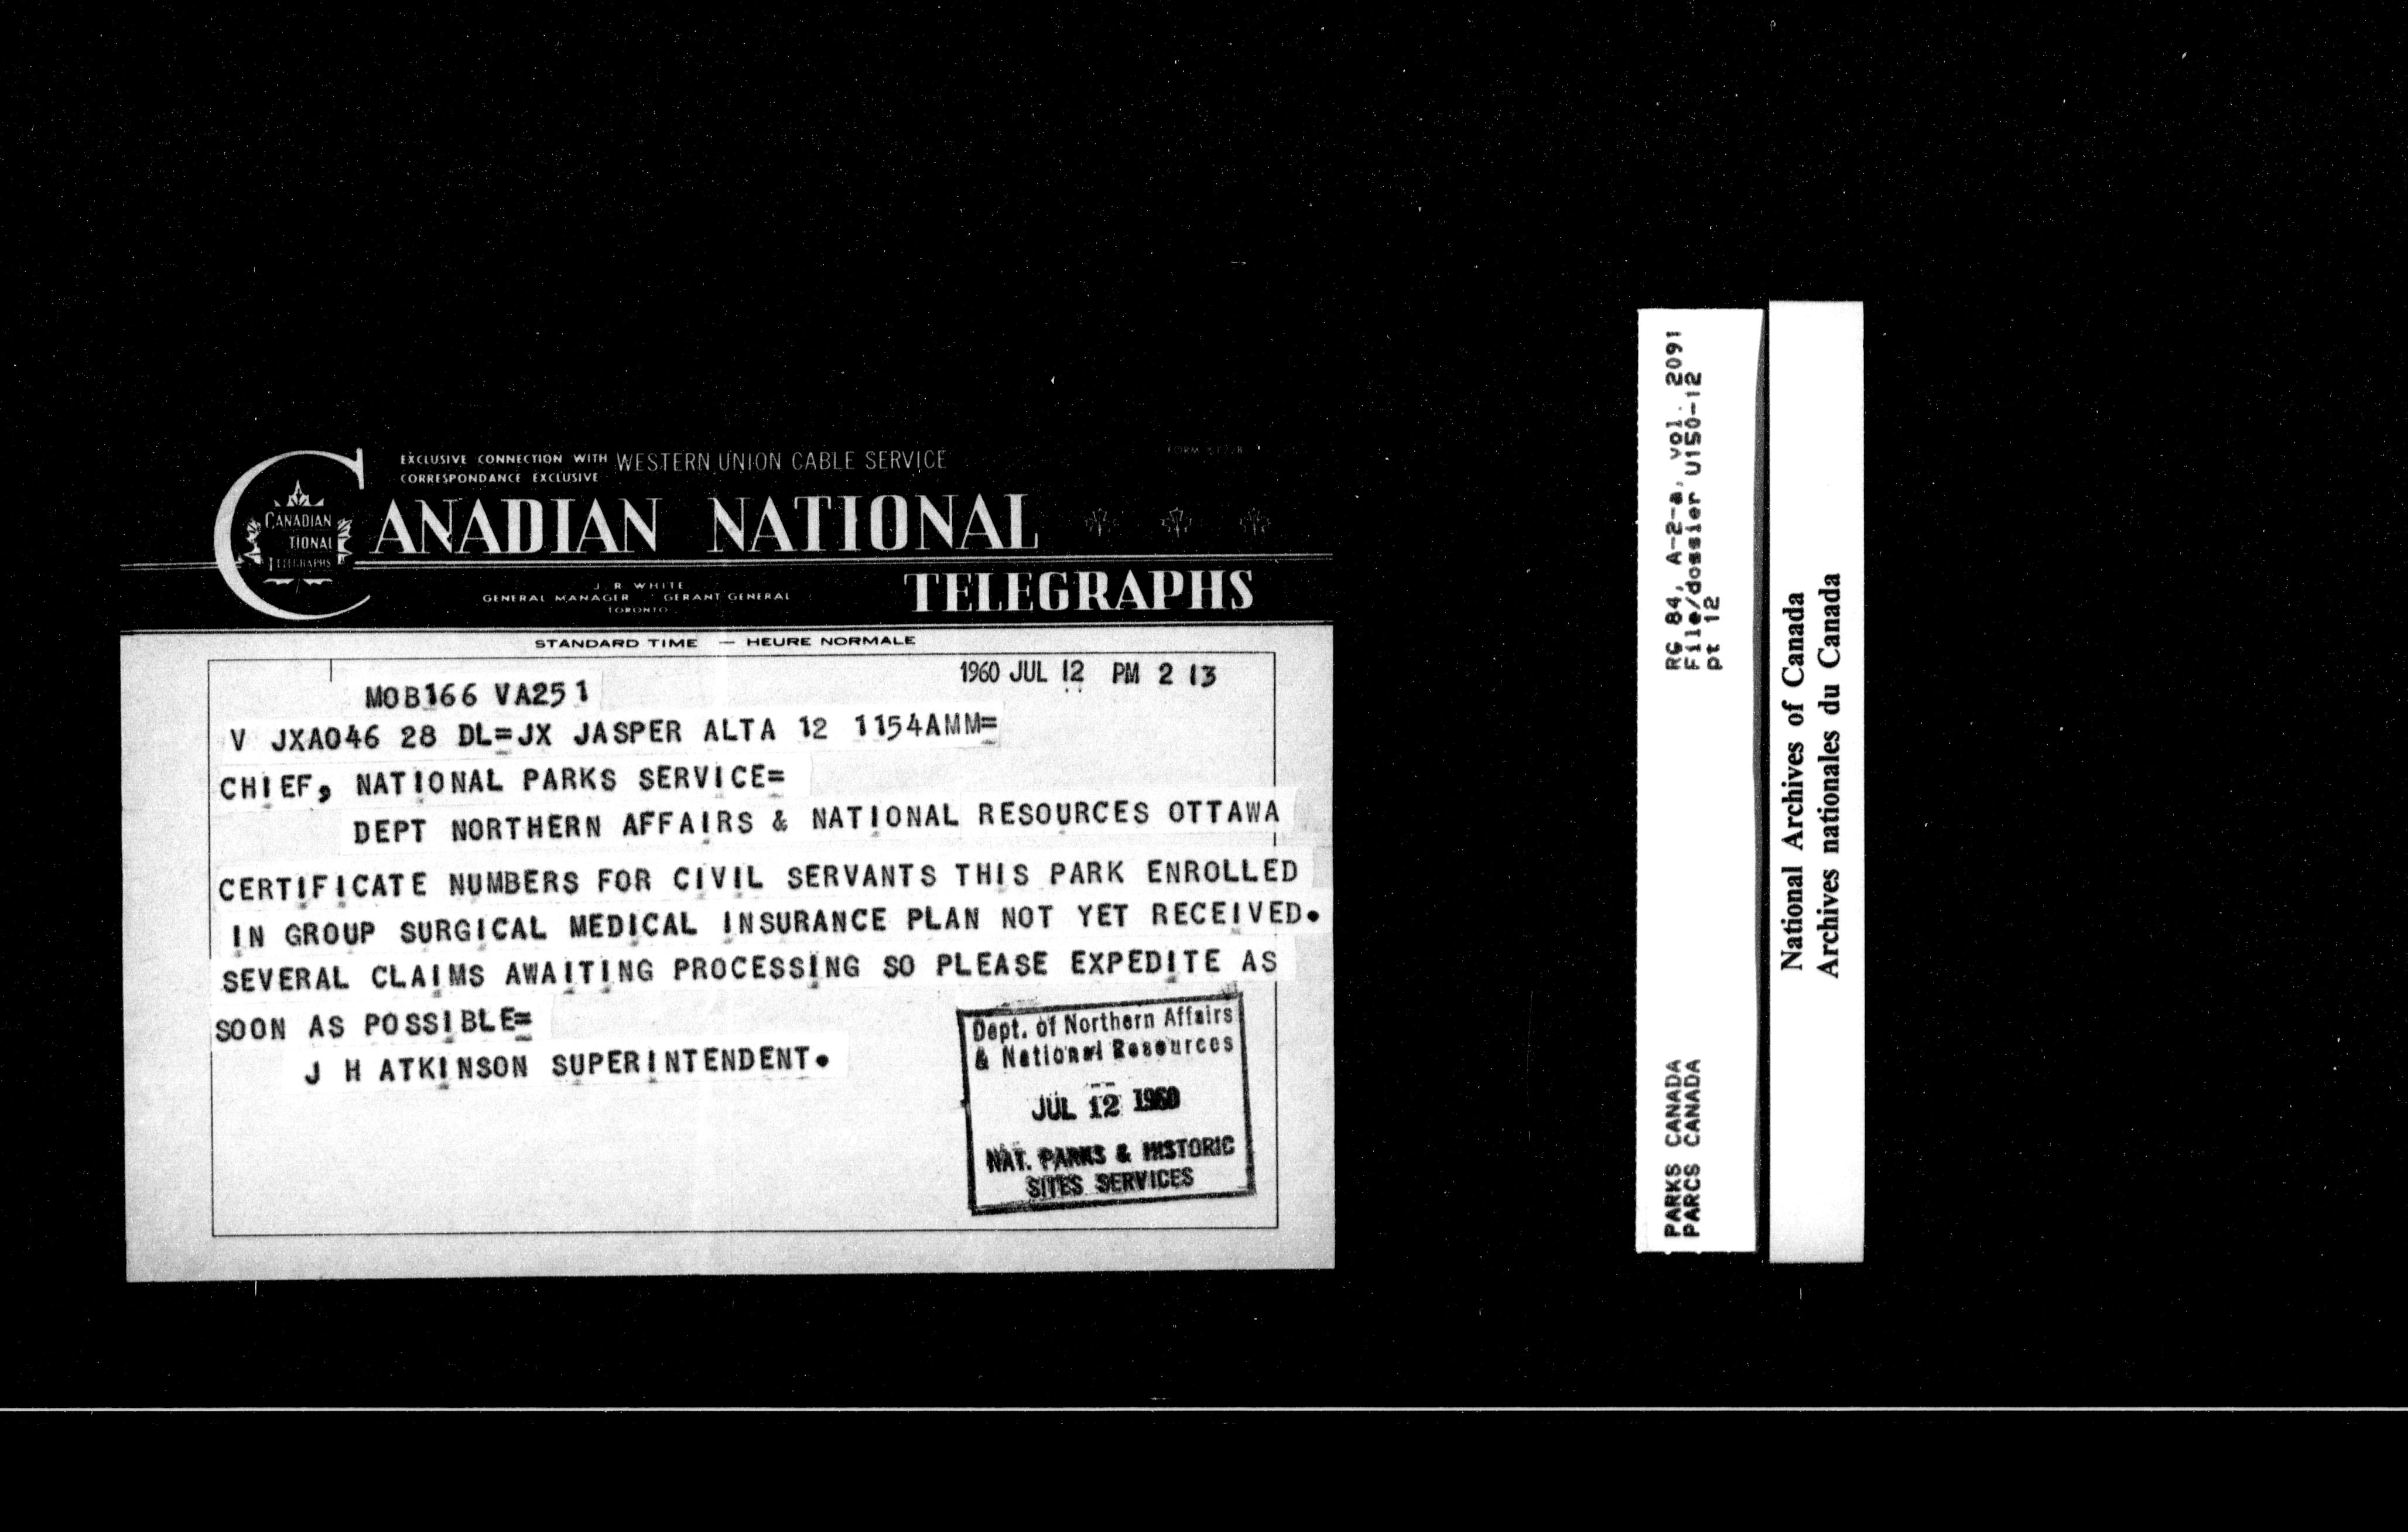 EXCLUSIVE CONNECTION WITH WESTERN UNION CABLE SERVICE
CORRESPONDANCE EXCLUSIVE
CANADIAN NATIONAL
CANADIAN
TIONAL
TELEGRAPHS
TELEGRAPHS
J. R. WHITE
GENERAL MANAGER GERANT GENERAL
TORONTO
STANDARD TIME — HEURE NORMALE
1960 JUL 12 PM 2 13
MOB166 VA251
V JXA046 28 DL=JX JASPER ALTA 12 1154AMM=
CHIEF, NATIONAL PARKS SERVICE=
DEPT NORTHERN AFFAIRS & NATIONAL RESOURCES OTTAWA
CERTIFICATE NUMBERS FOR CIVIL SERVANTS THIS PARK ENROLLED
IN GROUP SURGICAL MEDICAL INSURANCE PLAN NOT YET RECEIVED.
SEVERAL CLAIMS AWAITING PROCESSING SO PLEASE EXPEDITE AS
SOON AS POSSIBLE=
J H ATKINSON SUPERINTENDENT.
Dept. of Northern Affairs
& National Resources
JUL 12 1960
NAT. PARKS & HISTORIC
SITES SERVICES
PARKS CANADA
PARCS CANADA
RG 84, A-2-a, vol. 2091
File/dossier U150-12
pt 12
National Archives of Canada
Archives nationales du Canada